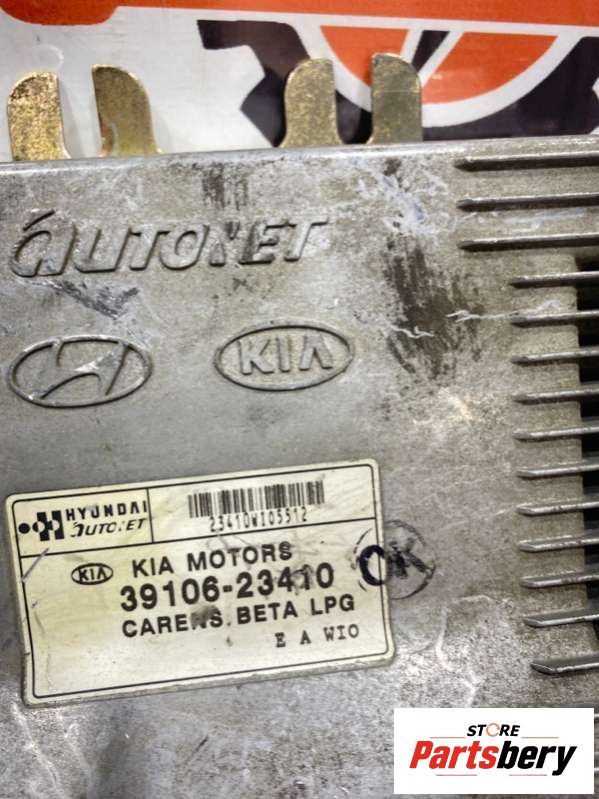 AUTONET
KIA
HYUNDAI
AUTONET
23410WI05512
KIA
KIA MOTORS
39106-23410
OK
CARENS.BETA LPG
E A WIO
STORE
Partsbery